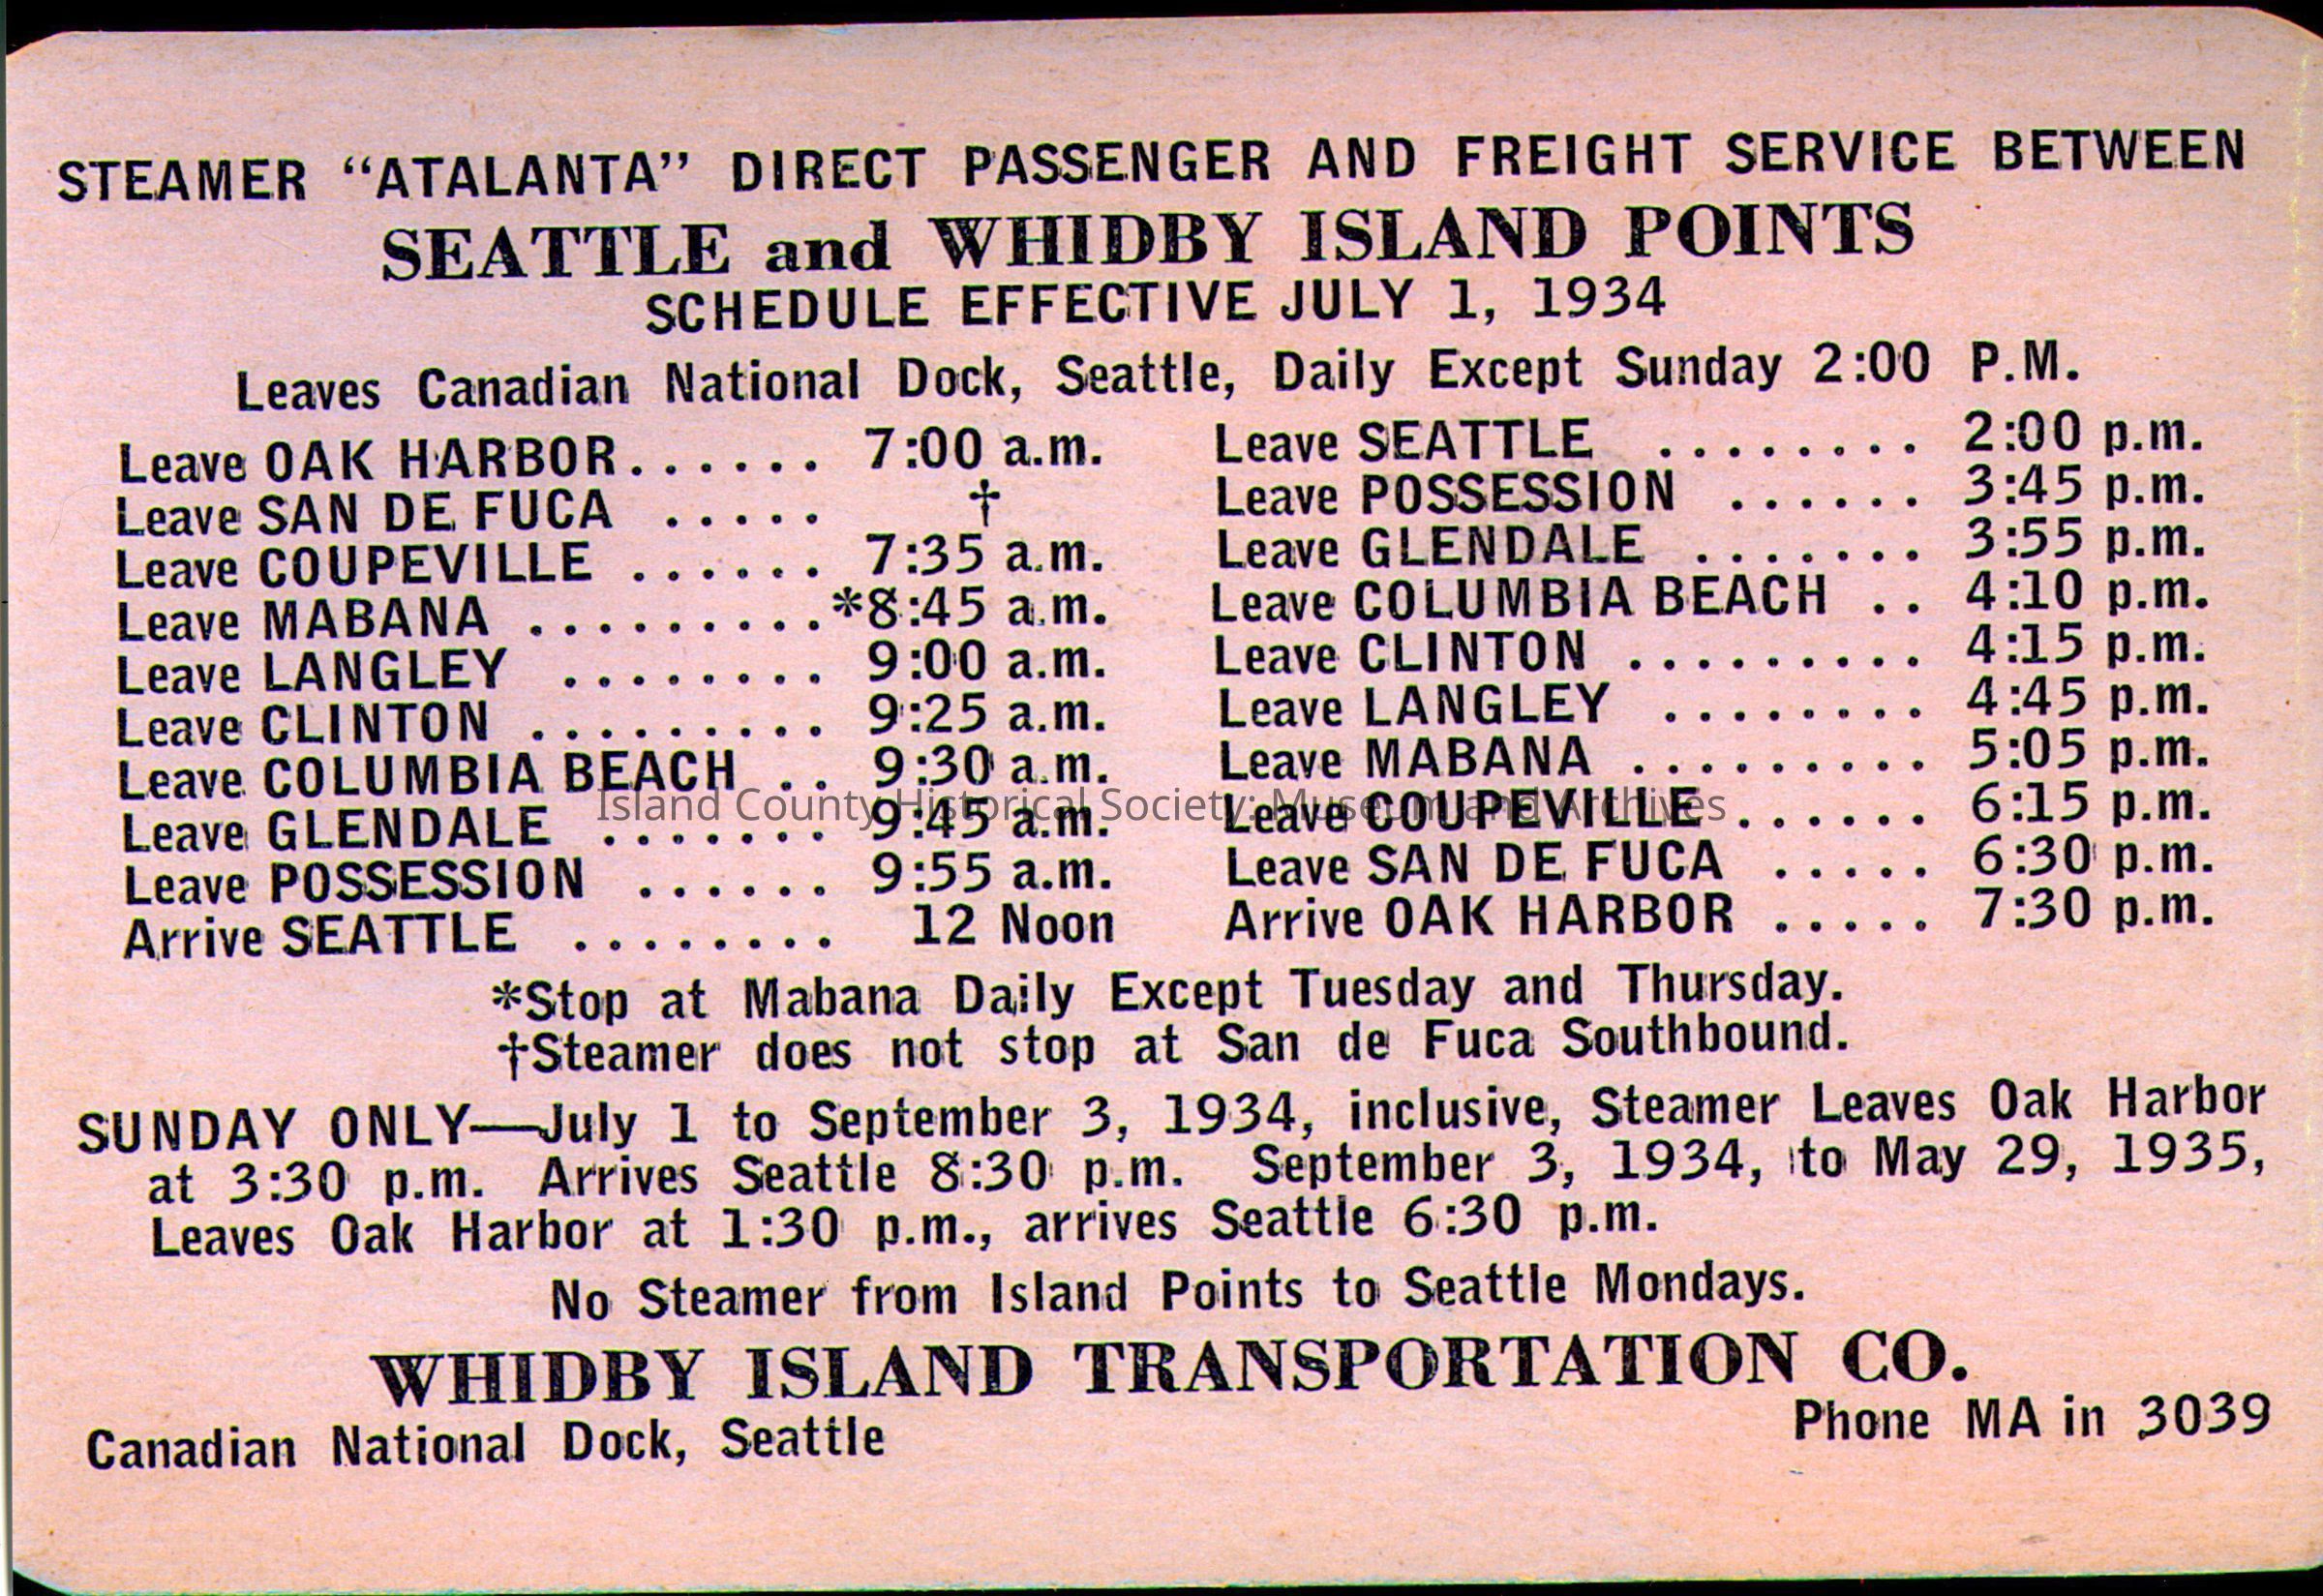 STEAMER “ATALANTA” DIRECT PASSENGER AND FREIGHT SERVICE BETWEEN
SEATTLE and WHIDBY ISLAND POINTS
SCHEDULE EFFECTIVE JULY 1, 1934
Leaves Canadian National Dock, Seattle, Daily Except Sunday 2:00 P.M.
Leave OAK HARBOR...... 7:00 a.m.
Leave SAN DE FUCA ..... †
Leave COUPEVILLE ...... 7:35 a.m.
Leave MABANA .........*8:45 a.m.
Leave LANGLEY ........ 9:00 a.m.
Leave CLINTON ......... 9:25 a.m.
Leave COLUMBIA BEACH .. 9:30 a.m.
Leave GLENDALE ....... 9:45 a.m.
Leave POSSESSION ...... 9:55 a.m.
Arrive SEATTLE ........ 12 Noon
Leave SEATTLE ........ 2:00 p.m.
Leave POSSESSION ...... 3:45 p.m.
Leave GLENDALE ....... 3:55 p.m.
Leave COLUMBIA BEACH .. 4:10 p.m.
Leave CLINTON ......... 4:15 p.m.
Leave LANGLEY ........ 4:45 p.m.
Leave MABANA ......... 5:05 p.m.
Leave COUPEVILLE ...... 6:15 p.m.
Leave SAN DE FUCA ..... 6:30 p.m.
Arrive OAK HARBOR ..... 7:30 p.m.
Island County Historical Society: Museum and Archives
*Stop at Mabana Daily Except Tuesday and Thursday.
†Steamer does not stop at San de Fuca Southbound.
SUNDAY ONLY—July 1 to September 3, 1934, inclusive, Steamer Leaves Oak Harbor
at 3:30 p.m. Arrives Seattle 8:30 p.m. September 3, 1934, to May 29, 1935,
Leaves Oak Harbor at 1:30 p.m., arrives Seattle 6:30 p.m.
No Steamer from Island Points to Seattle Mondays.
WHIDBY ISLAND TRANSPORTATION CO.
Canadian National Dock, Seattle
Phone MA in 3039